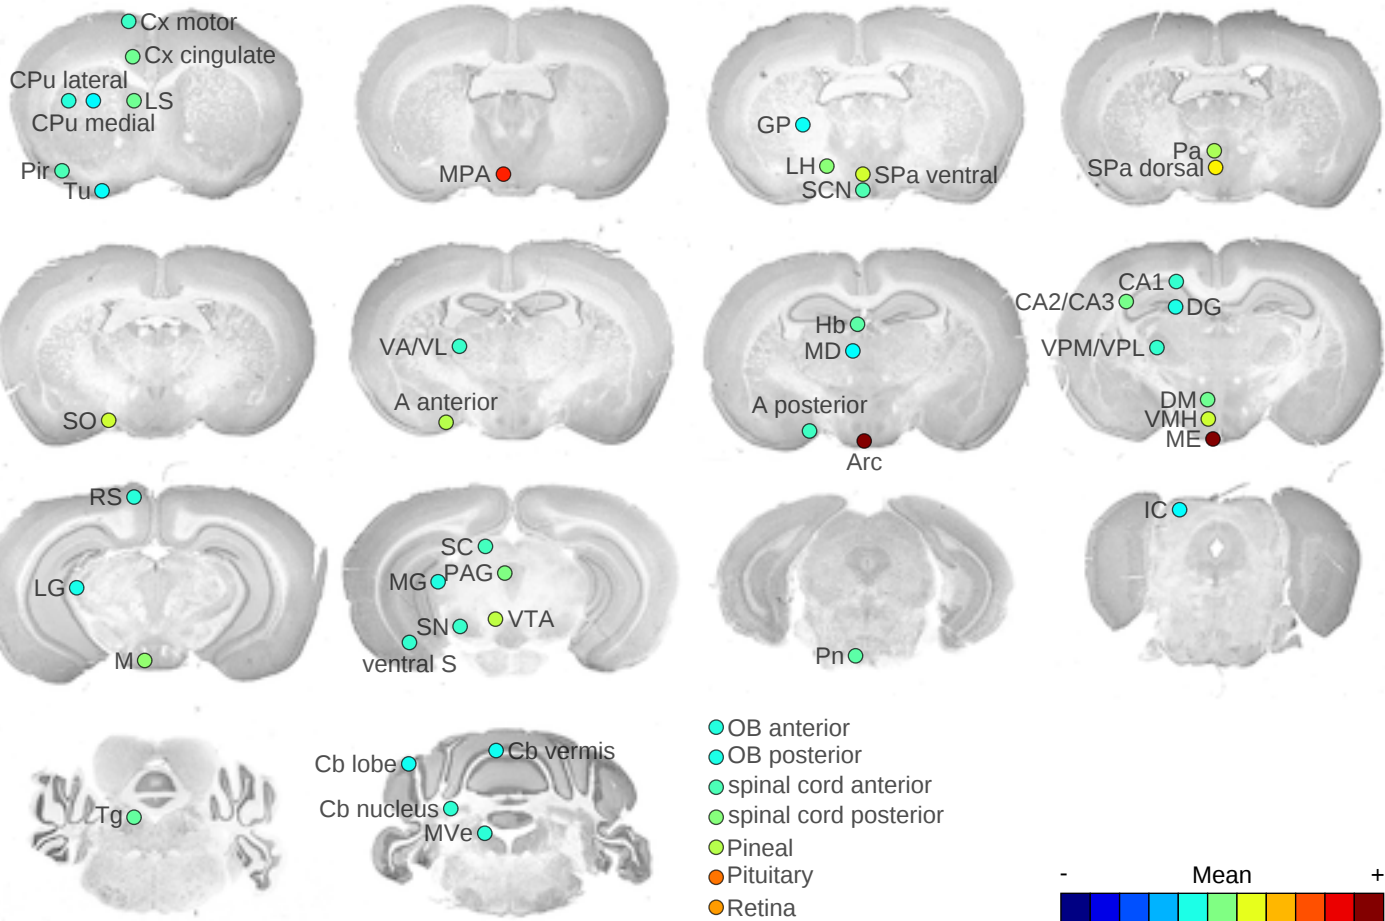 Cx motor
Cx cingulate
CPu lateral
LS
CPu medial
Pir
Tu
MPA
GP
LH
SPa ventral
SCN
Pa
SPa dorsal
SO
VA/VL
A anterior
Hb
MD
A posterior
Arc
CA1
CA2/CA3
DG
VPM/VPL
DM
VMH
ME
RS
LG
M
SC
MG
PAG
SN
VTA
ventral S
Pn
IC
Tg
Cb lobe
Cb vermis
Cb nucleus
MVe
OB anterior
OB posterior
spinal cord anterior
spinal cord posterior
Pineal
Pituitary
Retina
- Mean +